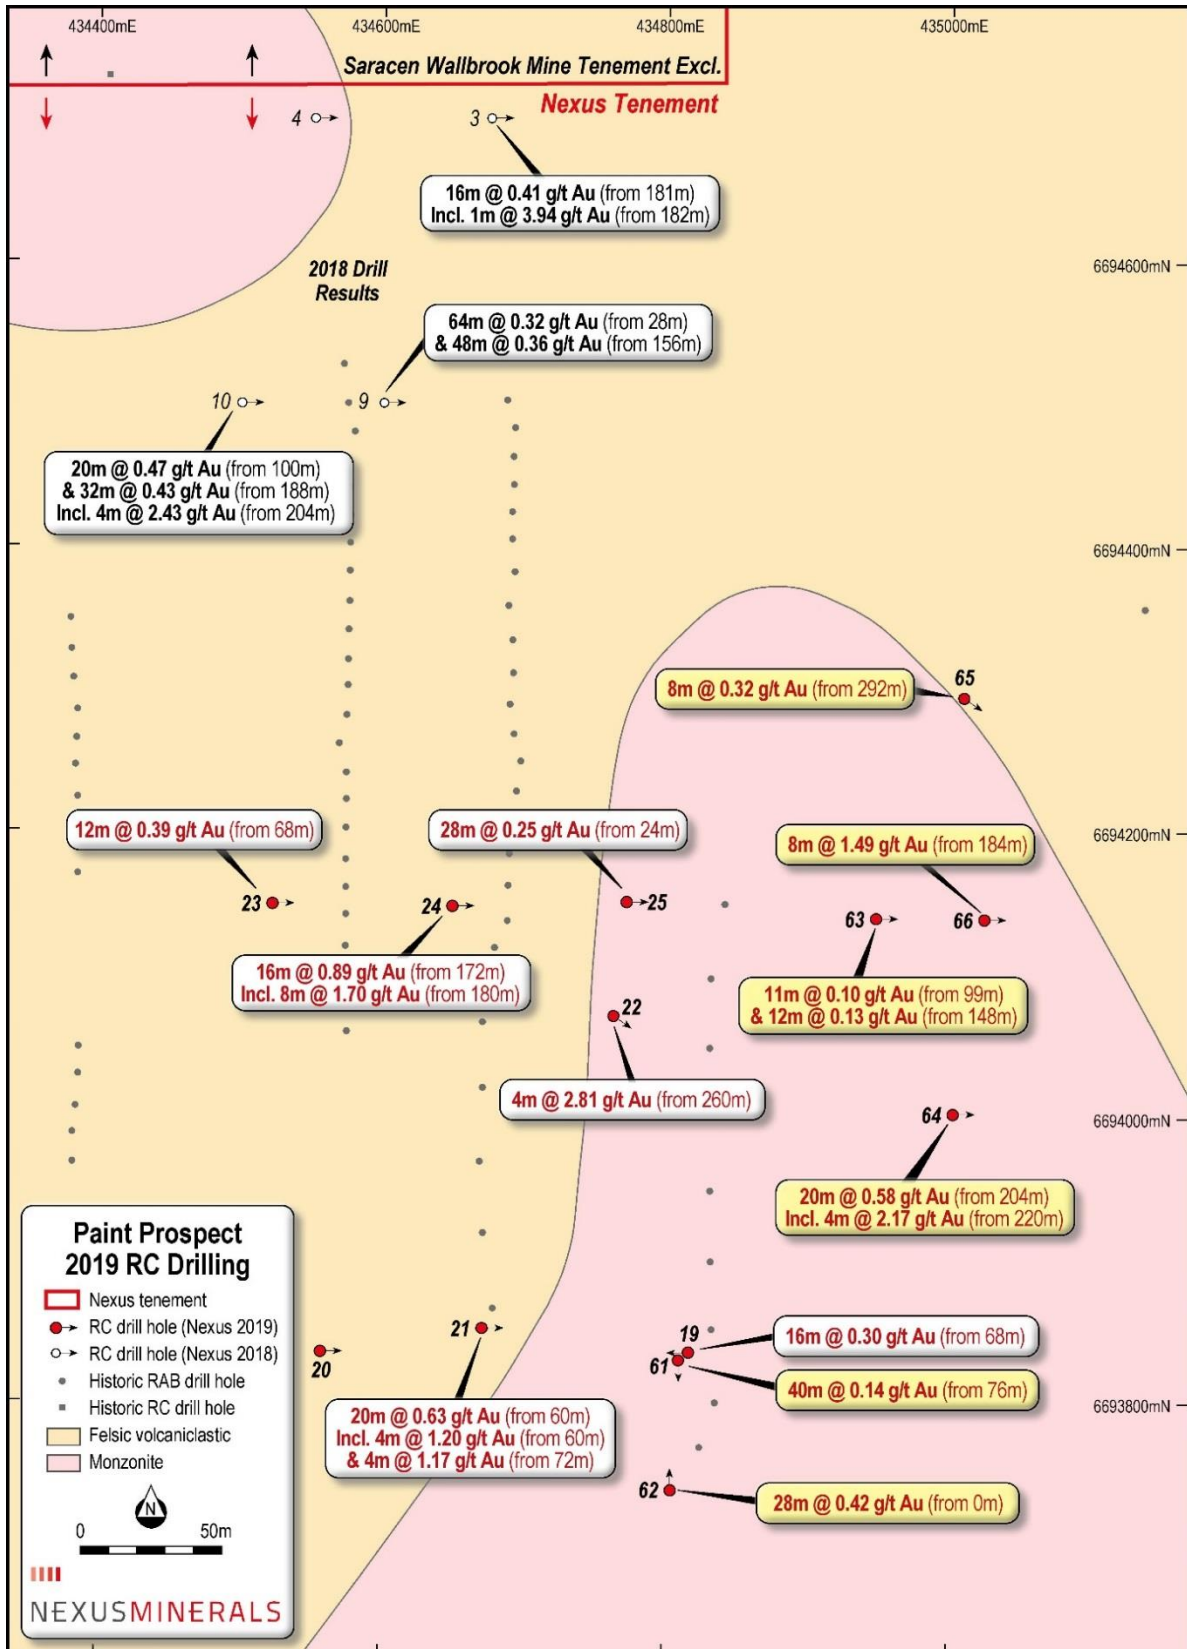 434400mE
434600mE
434800mE
435000mE
Saracen Wallbrook Mine Tenement Excl.
Nexus Tenement
4
3
16m @ 0.41 g/t Au (from 181m)
Incl. 1m @ 3.94 g/t Au (from 182m)
6694600mN
2018 Drill
Results
64m @ 0.32 g/t Au (from 28m)
& 48m @ 0.36 g/t Au (from 156m)
10
9
20m @ 0.47 g/t Au (from 100m)
& 32m @ 0.43 g/t Au (from 188m)
Incl. 4m @ 2.43 g/t Au (from 204m)
6694400mN
65
8m @ 0.32 g/t Au (from 292m)
12m @ 0.39 g/t Au (from 68m)
28m @ 0.25 g/t Au (from 24m)
6694200mN
8m @ 1.49 g/t Au (from 184m)
23
24
25
63
66
16m @ 0.89 g/t Au (from 172m)
Incl. 8m @ 1.70 g/t Au (from 180m)
11m @ 0.10 g/t Au (from 99m)
& 12m @ 0.13 g/t Au (from 148m)
22
4m @ 2.81 g/t Au (from 260m)
64
6694000mN
20m @ 0.58 g/t Au (from 204m)
Incl. 4m @ 2.17 g/t Au (from 220m)
21
20
19
16m @ 0.30 g/t Au (from 68m)
61
40m @ 0.14 g/t Au (from 76m)
6693800mN
20m @ 0.63 g/t Au (from 60m)
Incl. 4m @ 1.20 g/t Au (from 60m)
& 4m @ 1.17 g/t Au (from 72m)
62
28m @ 0.42 g/t Au (from 0m)
Paint Prospect
2019 RC Drilling
Nexus tenement
RC drill hole (Nexus 2019)
RC drill hole (Nexus 2018)
Historic RAB drill hole
Historic RC drill hole
Felsic volcaniclastic
Monzonite
N
0
50m
NEXUSMINERALS